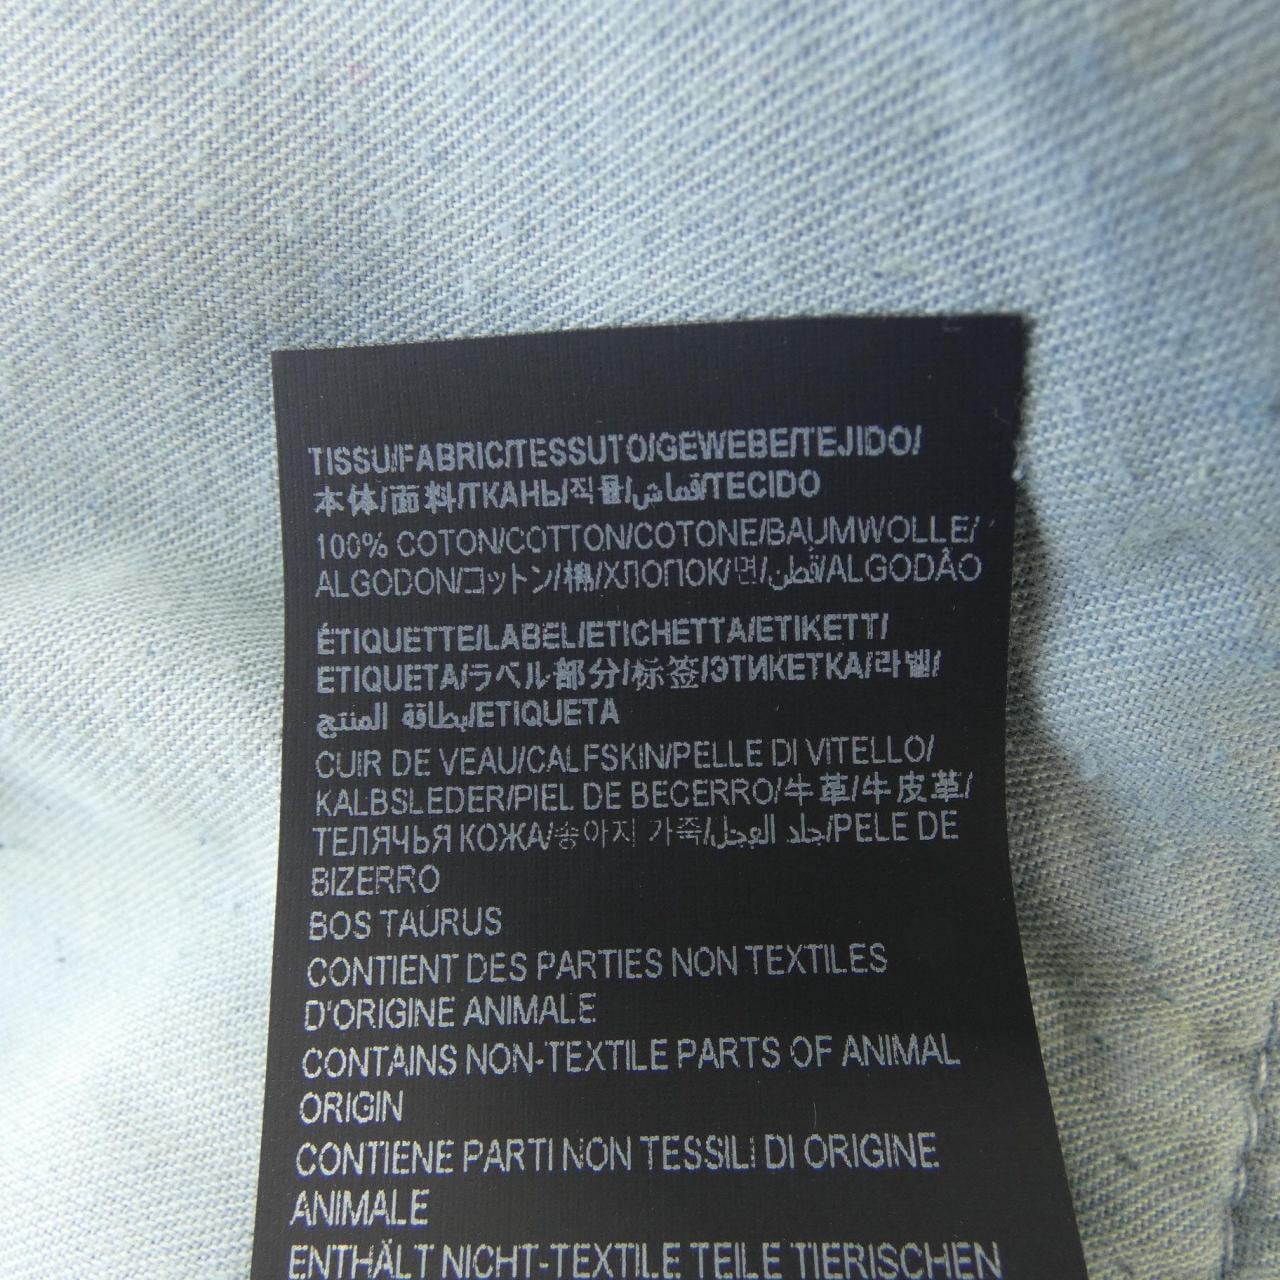 TISSU/FABRIC/TESSUTO/GEWEBE/TEJIDO/
本体/面料/ТКАНЬ/직물/قماش/TECIDO
100% COTON/COTTON/COTONE/BAUMWOLLE/
ALGODON/コットン/棉/ХЛОПОК/면/قطن/ALGODÃO
ÉTIQUETTE/LABEL/ETICHETTA/ETIKETT/
ETIQUETA/ラベル部分/标签/ЭТИКЕТКА/라벨/
بطاقة المنتج/ETIQUETA
CUIR DE VEAU/CALFSKIN/PELLE DI VITELLO/
KALBSLEDER/PIEL DE BECERRO/牛革/牛皮革/
ТЕЛЯЧЬЯ КОЖА/송아지 가죽/جلد العجل/PELE DE
BIZERRO
BOS TAURUS
CONTIENT DES PARTIES NON TEXTILES
D'ORIGINE ANIMALE
CONTAINS NON-TEXTILE PARTS OF ANIMAL
ORIGIN
CONTIENE PARTI NON TESSILI DI ORIGINE
ANIMALE
ENTHÄLT NICHT-TEXTILE TEILE TIERISCHEN